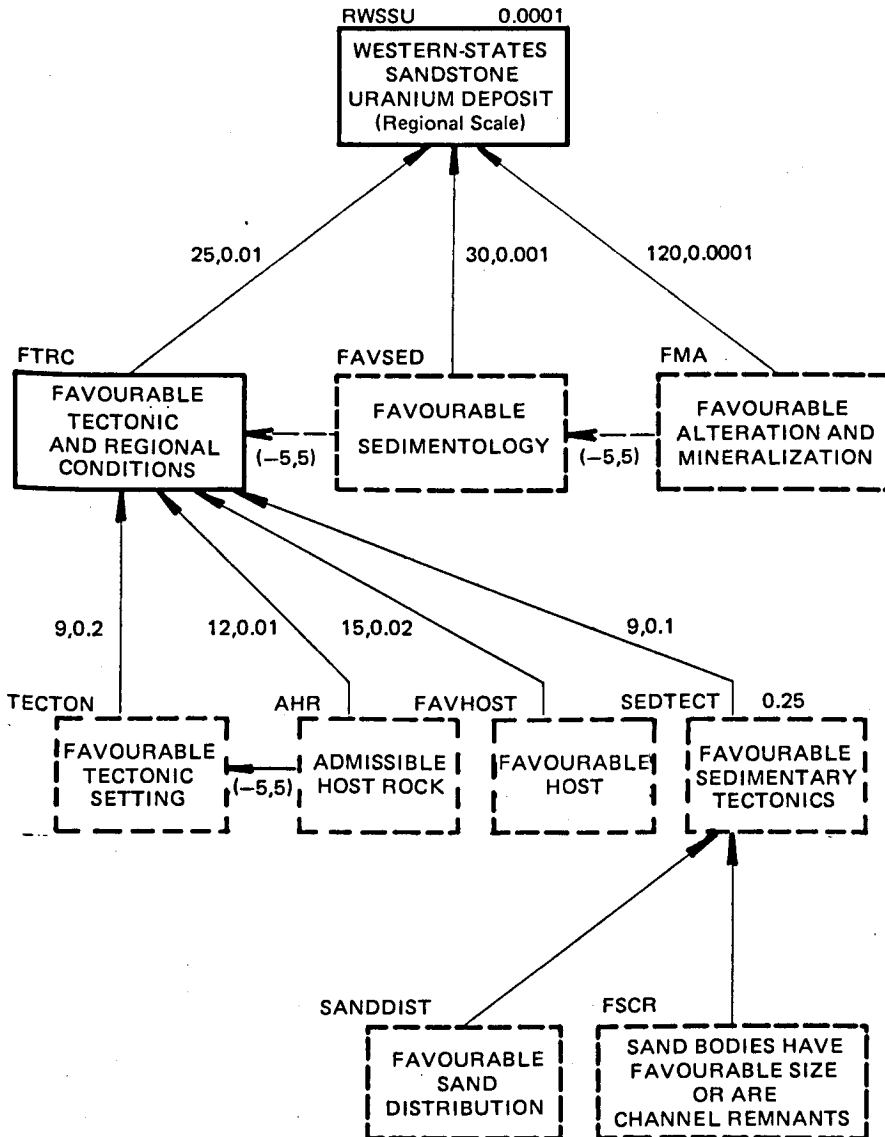 RWSSU 0.0001
WESTERN-STATES
SANDSTONE
URANIUM DEPOSIT
(Regional Scale)
25,0.01
30,0.001
120,0.0001
FTRC
FAVOURABLE
TECTONIC
AND REGIONAL
CONDITIONS
(–5,5)
FAVSED
FAVOURABLE
SEDIMENTOLOGY
(–5,5)
FMA
FAVOURABLE
ALTERATION AND
MINERALIZATION
9,0.2
12,0.01
15,0.02
9,0.1
TECTON
FAVOURABLE
TECTONIC
SETTING
(–5,5)
AHR
ADMISSIBLE
HOST ROCK
FAVHOST
FAVOURABLE
HOST
SEDTECT 0.25
FAVOURABLE
SEDIMENTARY
TECTONICS
SANDDIST
FAVOURABLE
SAND
DISTRIBUTION
FSCR
SAND BODIES HAVE
FAVOURABLE SIZE
OR ARE
CHANNEL REMNANTS